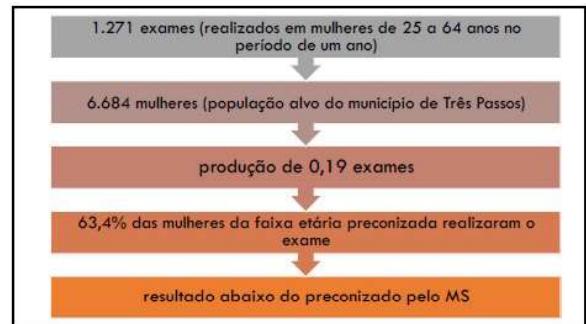 1.271 exames (realizados em mulheres de 25 a 64 anos no
período de um ano)
6.684 mulheres (população alvo do município de Três Passos)
produção de 0,19 exames
63,4% das mulheres da faixa etária preconizada realizaram o
exame
resultado abaixo do preconizado pelo MS